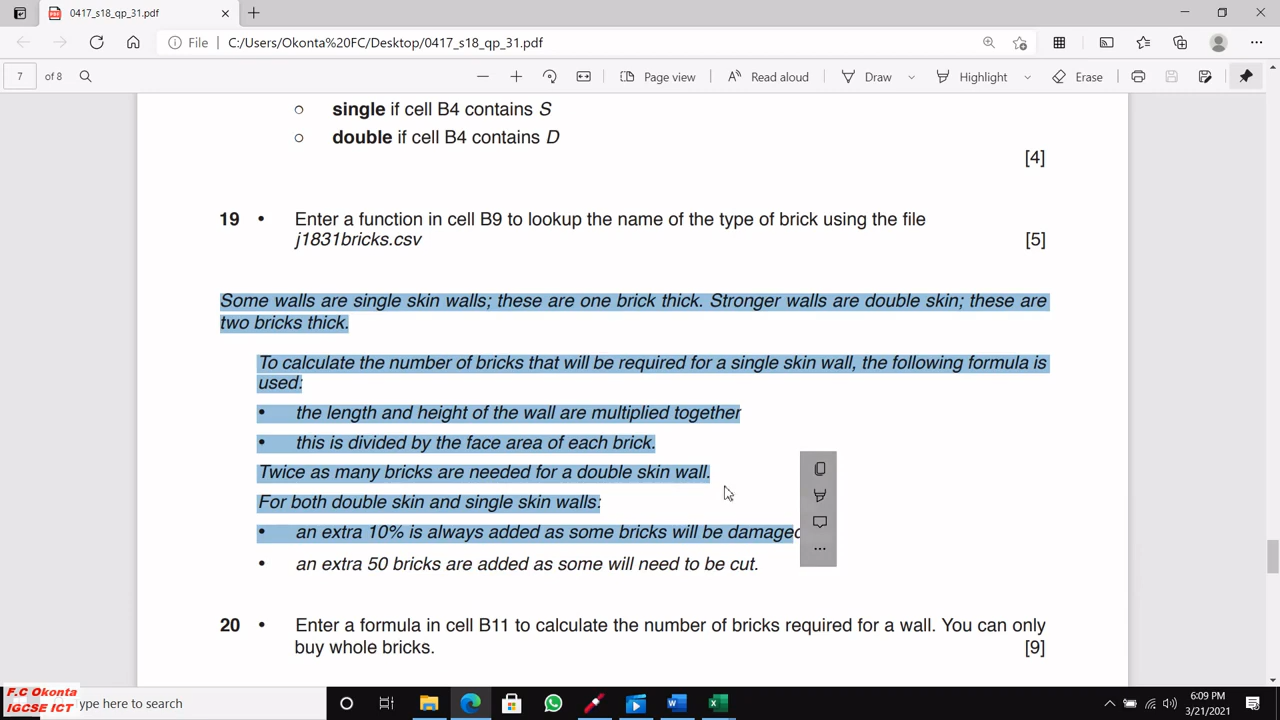 0417_s18_qp_31.pdf
File
C:/Users/Okonta%20FC/Desktop/0417_s18_qp_31.pdf
7
of 8
Page view
Read aloud
Draw
Highlight
Erase
○ single if cell B4 contains S
○ double if cell B4 contains D
[4]
19 • Enter a function in cell B9 to lookup the name of the type of brick using the file
j1831bricks.csv [5]
Some walls are single skin walls; these are one brick thick. Stronger walls are double skin; these are
two bricks thick.
To calculate the number of bricks that will be required for a single skin wall, the following formula is
used:
• the length and height of the wall are multiplied together
• this is divided by the face area of each brick.
Twice as many bricks are needed for a double skin wall.
For both double skin and single skin walls:
• an extra 10% is always added as some bricks will be damaged
• an extra 50 bricks are added as some will need to be cut.
20 • Enter a formula in cell B11 to calculate the number of bricks required for a wall. You can only
buy whole bricks. [9]
F.C Okonta
IGCSE ICT
ype here to search
6:09 PM
3/21/2021